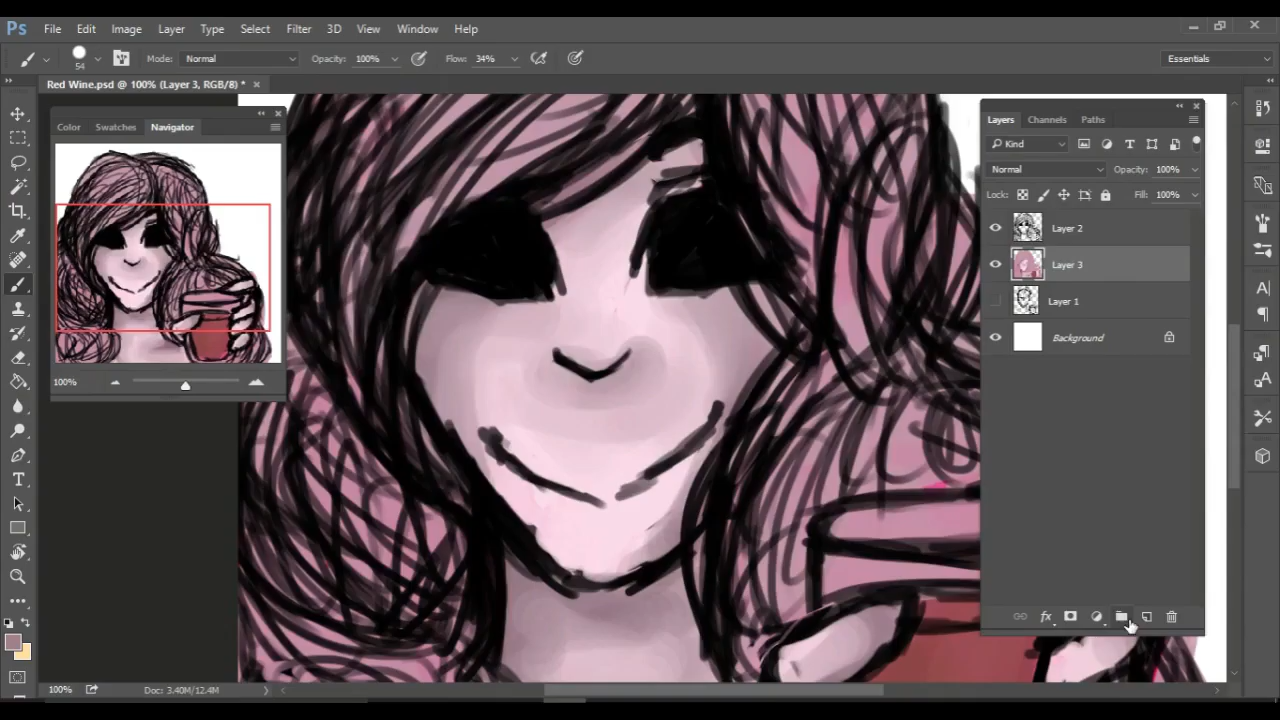 Ps File Edit Image Layer Type Select Filter 3D View Window Help
54 Mode: Normal Opacity: 100% Flow: 34% Essentials
Red Wine.psd @ 100% (Layer 3, RGB/8) *
Color Swatches Navigator
100%
Layers Channels Paths
Kind
Normal Opacity: 100%
Lock: Fill: 100%
Layer 2
Layer 3
Layer 1
Background
fx
100% Doc: 3.40M/12.4M